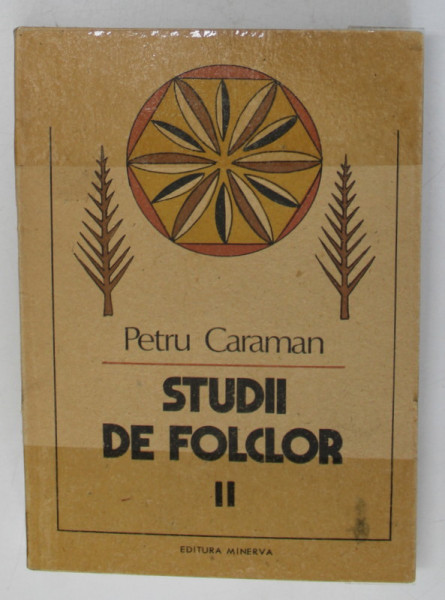 Petru Caraman
STUDII
DE FOLCLOR
II
EDITURA MINERVA